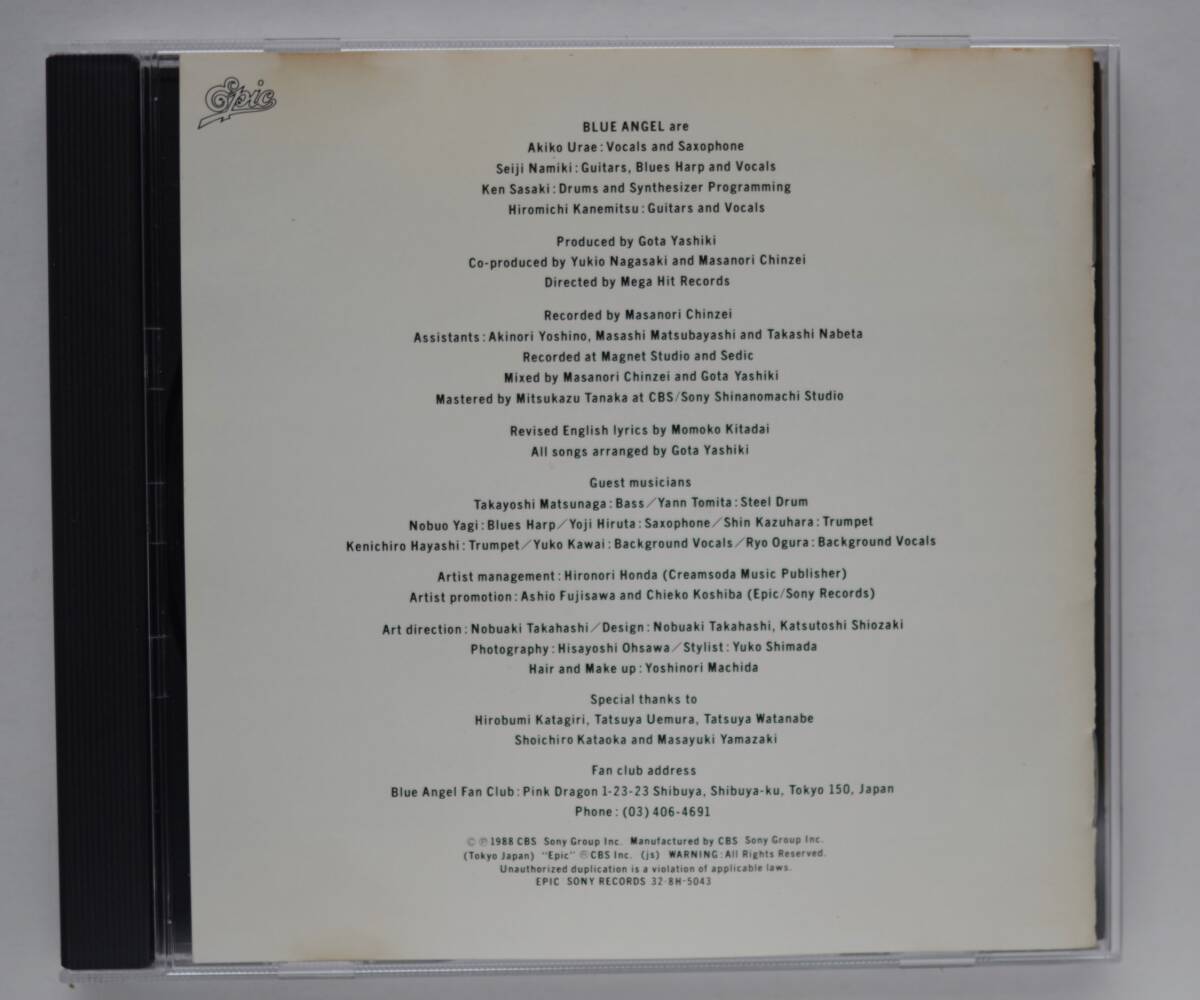 Epic
BLUE ANGEL are
Akiko Urae:Vocals and Saxophone
Seiji Namiki:Guitars, Blues Harp and Vocals
Ken Sasaki:Drums and Synthesizer Programming
Hiromichi Kanemitsu:Guitars and Vocals
Produced by Gota Yashiki
Co-produced by Yukio Nagasaki and Masanori Chinzei
Directed by Mega Hit Records
Recorded by Masanori Chinzei
Assistants:Akinori Yoshino, Masashi Matsubayashi and Takashi Nabeta
Recorded at Magnet Studio and Sedic
Mixed by Masanori Chinzei and Gota Yashiki
Mastered by Mitsukazu Tanaka at CBS/Sony Shinanomachi Studio
Revised English lyrics by Momoko Kitadai
All songs arranged by Gota Yashiki
Guest musicians
Takayoshi Matsunaga:Bass/Yann Tomita:Steel Drum
Nobuo Yagi:Blues Harp/Yoji Hiruta:Saxophone/Shin Kazuhara:Trumpet
Kenichiro Hayashi:Trumpet/Yuko Kawai:Background Vocals/Ryo Ogura:Background Vocals
Artist management:Hironori Honda (Creamsoda Music Publisher)
Artist promotion:Ashio Fujisawa and Chieko Koshiba (Epic/Sony Records)
Art direction:Nobuaki Takahashi/Design:Nobuaki Takahashi, Katsutoshi Shiozaki
Photography:Hisayoshi Ohsawa/Stylist:Yuko Shimada
Hair and Make up:Yoshinori Machida
Special thanks to
Hirobumi Katagiri, Tatsuya Uemura, Tatsuya Watanabe
Shoichiro Kataoka and Masayuki Yamazaki
Fan club address
Blue Angel Fan Club:Pink Dragon 1-23-23 Shibuya, Shibuya-ku, Tokyo 150, Japan
Phone:(03)406-4691
© ℗1988 CBS Sony Group Inc. Manufactured by CBS Sony Group Inc.
(Tokyo Japan) "Epic" ®CBS Inc. (js) WARNING:All Rights Reserved.
Unauthorized duplication is a violation of applicable laws.
EPIC SONY RECORDS 32·8H-5043